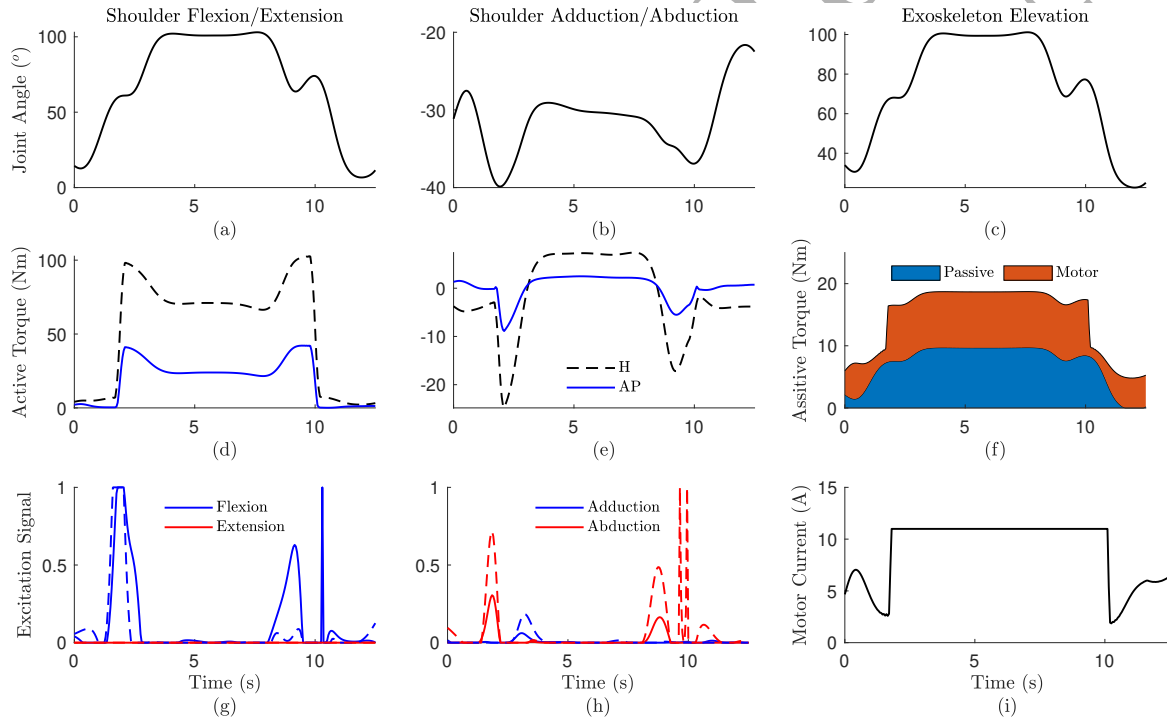 Shoulder Flexion/Extension
Shoulder Adduction/Abduction
Exoskeleton Elevation
Joint Angle (°)
100
50
0
0 5 10
(a)
-20
-30
-40
0 5 10
(b)
100
80
60
40
0 5 10
(c)
Active Torque (Nm)
100
50
0
0 5 10
(d)
0
-10
-20
H
AP
0 5 10
(e)
Assitive Torque (Nm)
20
10
0
Passive Motor
0 5 10
(f)
Excitation Signal
1
0.5
0
Flexion
Extension
0 5 10
Time (s)
(g)
1
0.5
0
Adduction
Abduction
0 5 10
Time (s)
(h)
Motor Current (A)
15
10
5
0
0 5 10
Time (s)
(i)